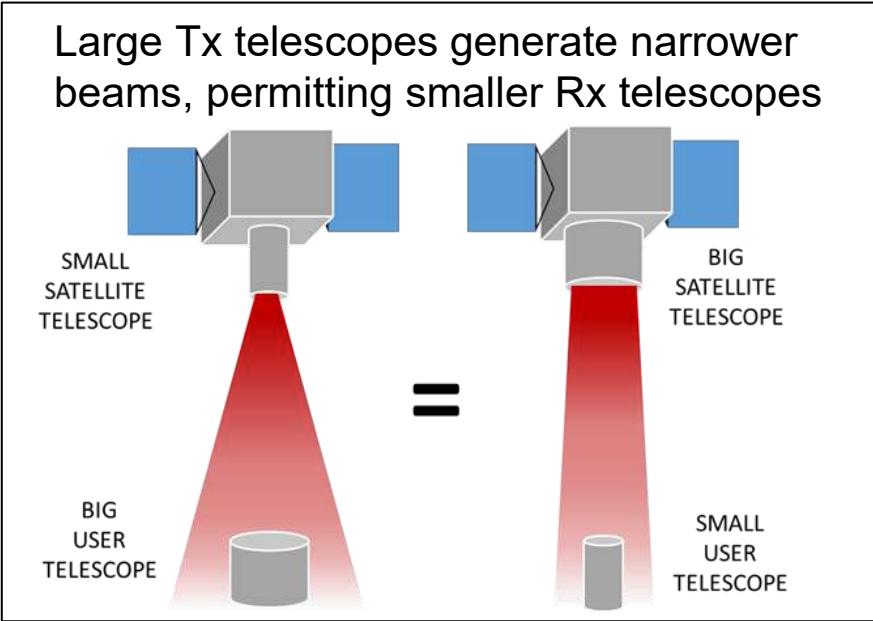 Large Tx telescopes generate narrower
beams, permitting smaller Rx telescopes
SMALL
SATELLITE
TELESCOPE
BIG
SATELLITE
TELESCOPE
=
BIG
USER
TELESCOPE
SMALL
USER
TELESCOPE